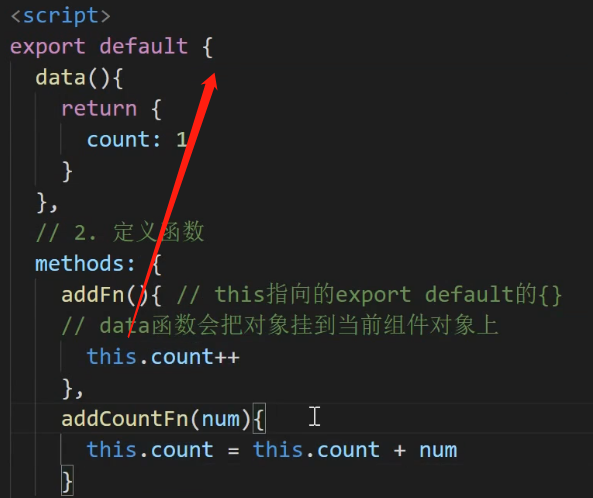 <script>
export default {
data(){
return {
count: 1
}
},
// 2. 定义函数
methods: {
addFn(){ // this指向的export default的{}
// data函数会把对象挂到当前组件对象上
this.count++
},
addCountFn(num){
this.count = this.count + num
}